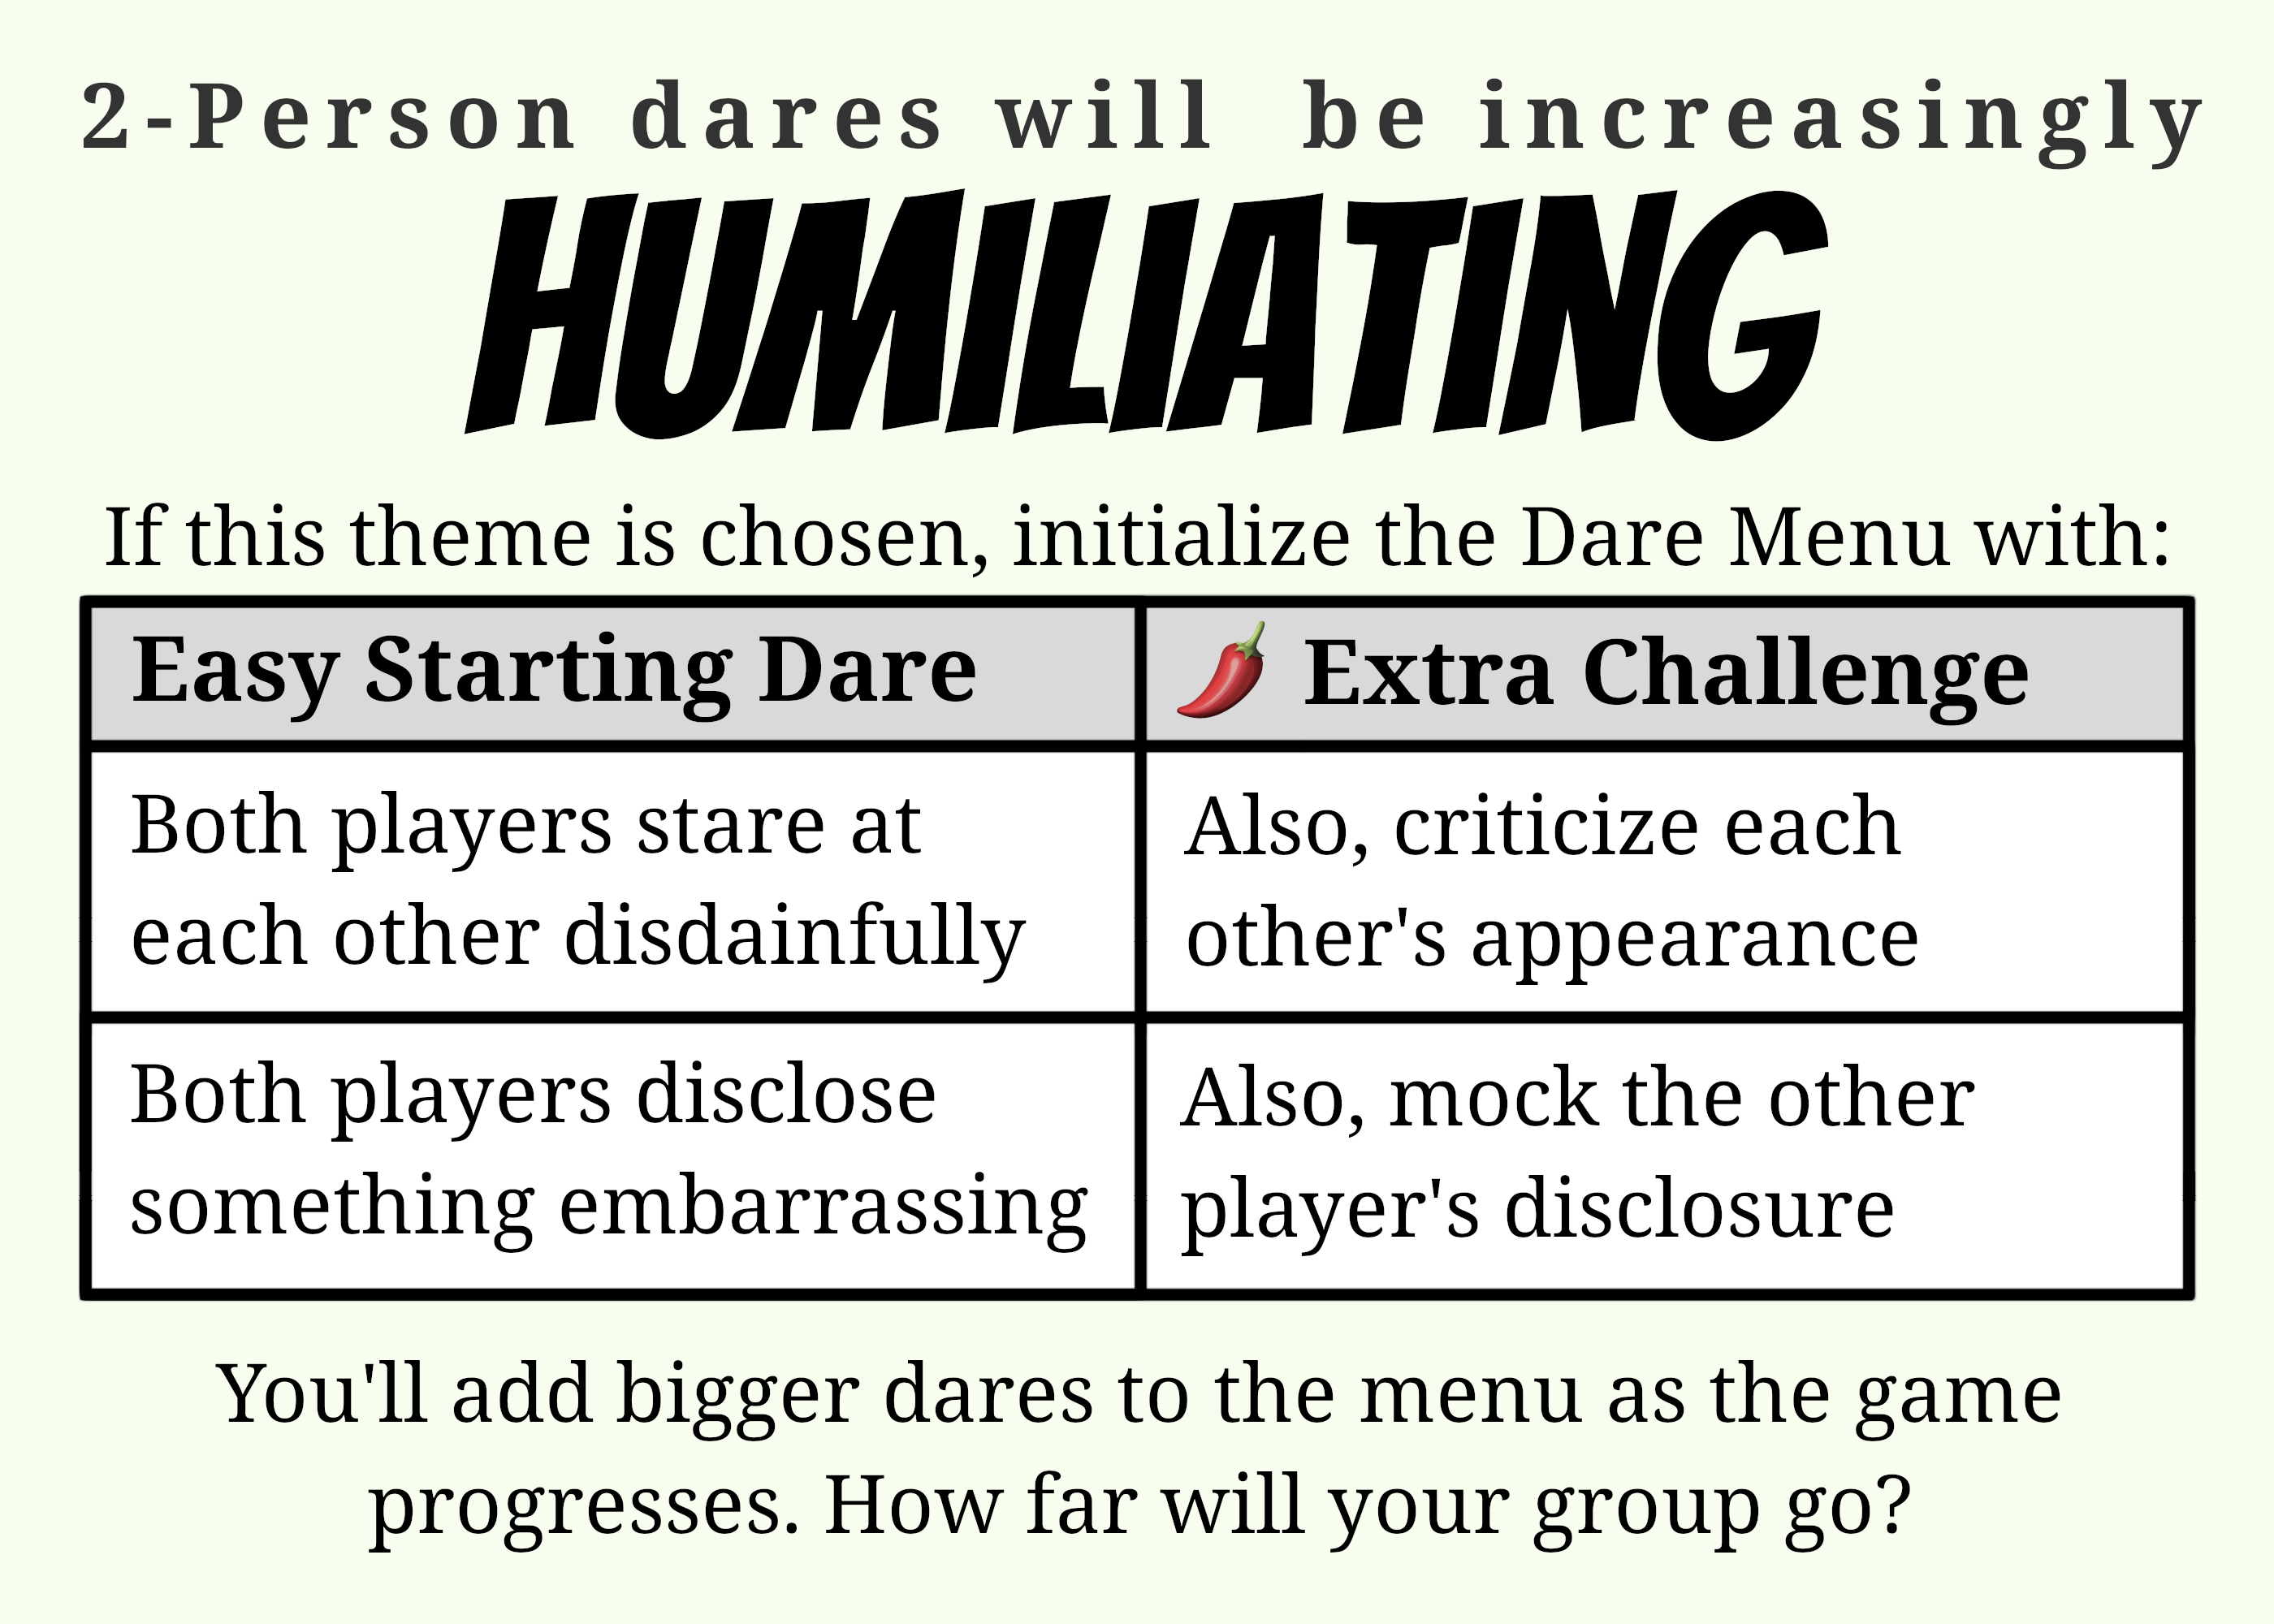 2-Person dares will be increasingly
HUMILIATING
If this theme is chosen, initialize the Dare Menu with:
Easy Starting Dare
🌶️ Extra Challenge
Both players stare at
each other disdainfully
Also, criticize each
other's appearance
Both players disclose
something embarrassing
Also, mock the other
player's disclosure
You'll add bigger dares to the menu as the game
progresses. How far will your group go?